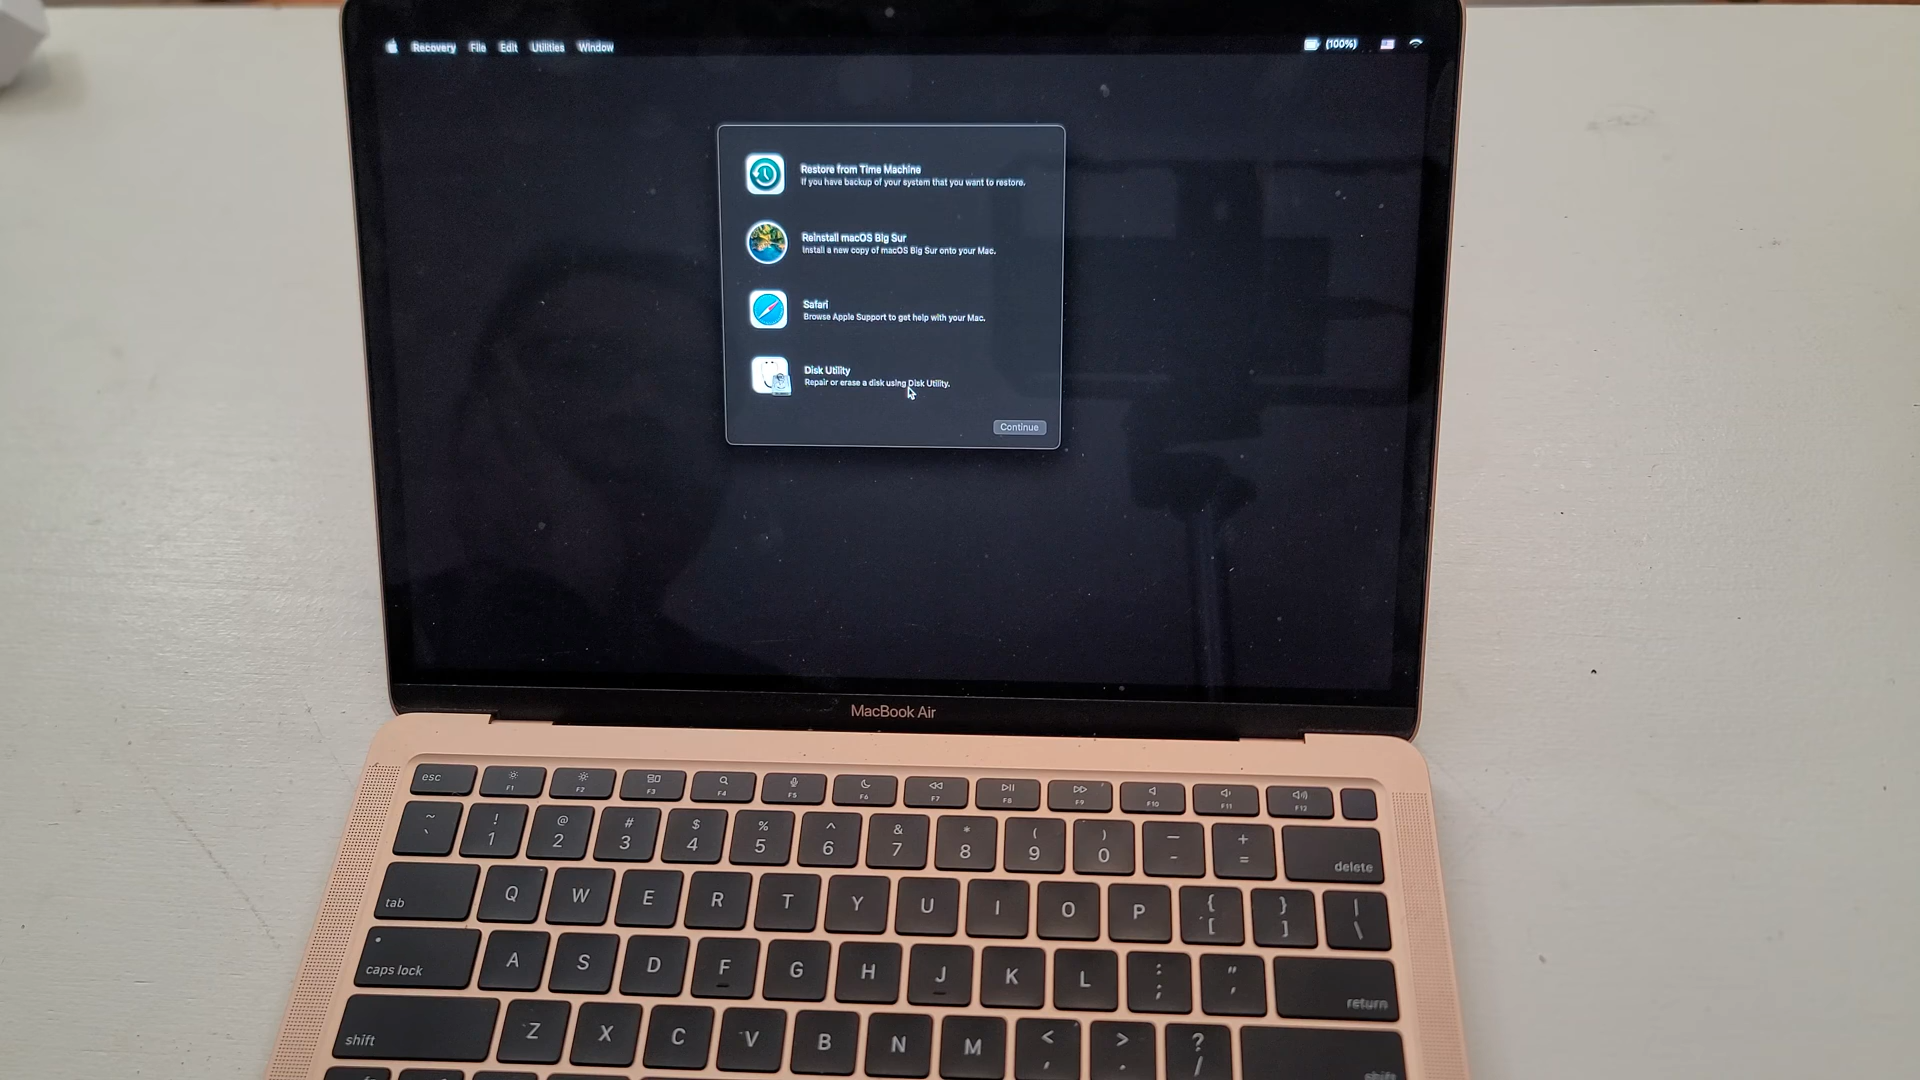 Recovery File Edit Utilities Window (100%)
Restore from Time Machine
If you have backup of your system that you want to restore.
Reinstall macOS Big Sur
Install a new copy of macOS Big Sur onto your Mac.
Safari
Browse Apple Support to get help with your Mac.
Disk Utility
Repair or erase a disk using Disk Utility.
Continue
MacBook Air
esc F1 F2 F3 F4 F5 F6 F7 F8 F9 F10 F11 F12
~ ! @ # $ % ^ & * ( ) — +
` 1 2 3 4 5 6 7 8 9 0 - = delete
tab Q W E R T Y U I O P { [ } ] | \
caps lock A S D F G H J K L : ; " ' return
shift Z X C V B N M < , > . ? / shift